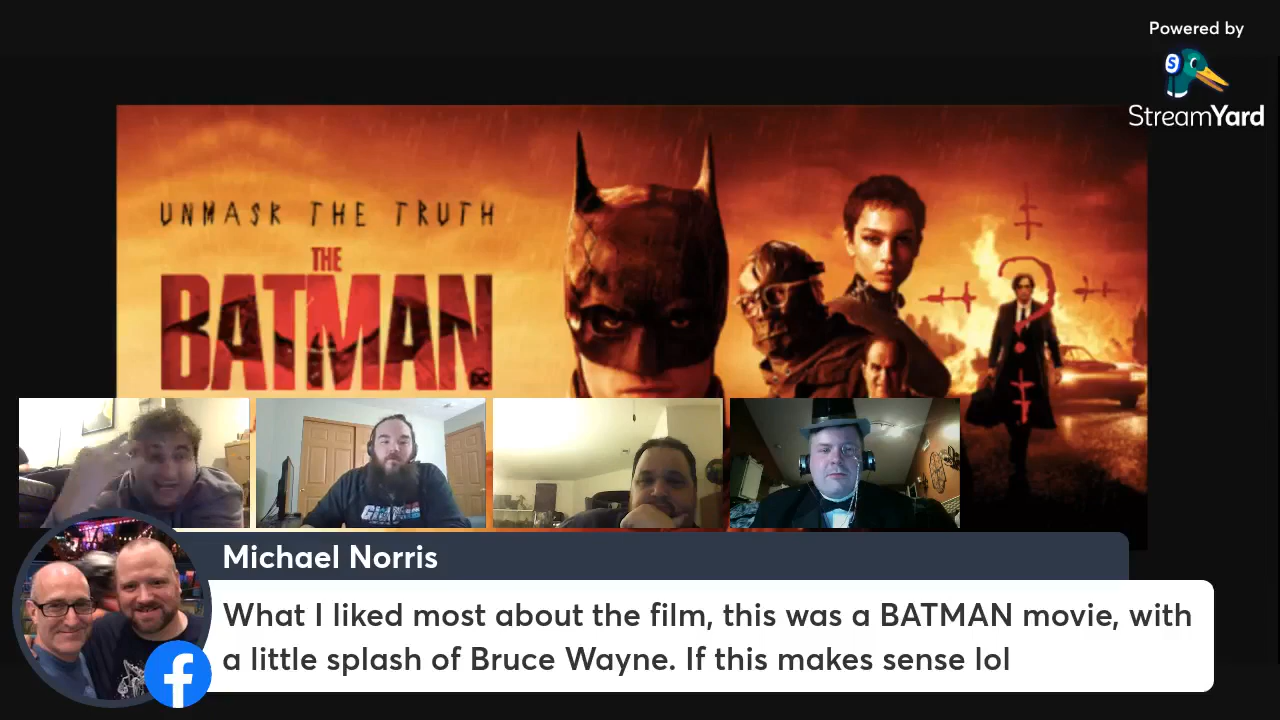 Powered by
StreamYard
UNMASK THE TRUTH
THE
BATMAN
DC
Michael Norris
What I liked most about the film, this was a BATMAN movie, with
a little splash of Bruce Wayne. If this makes sense lol